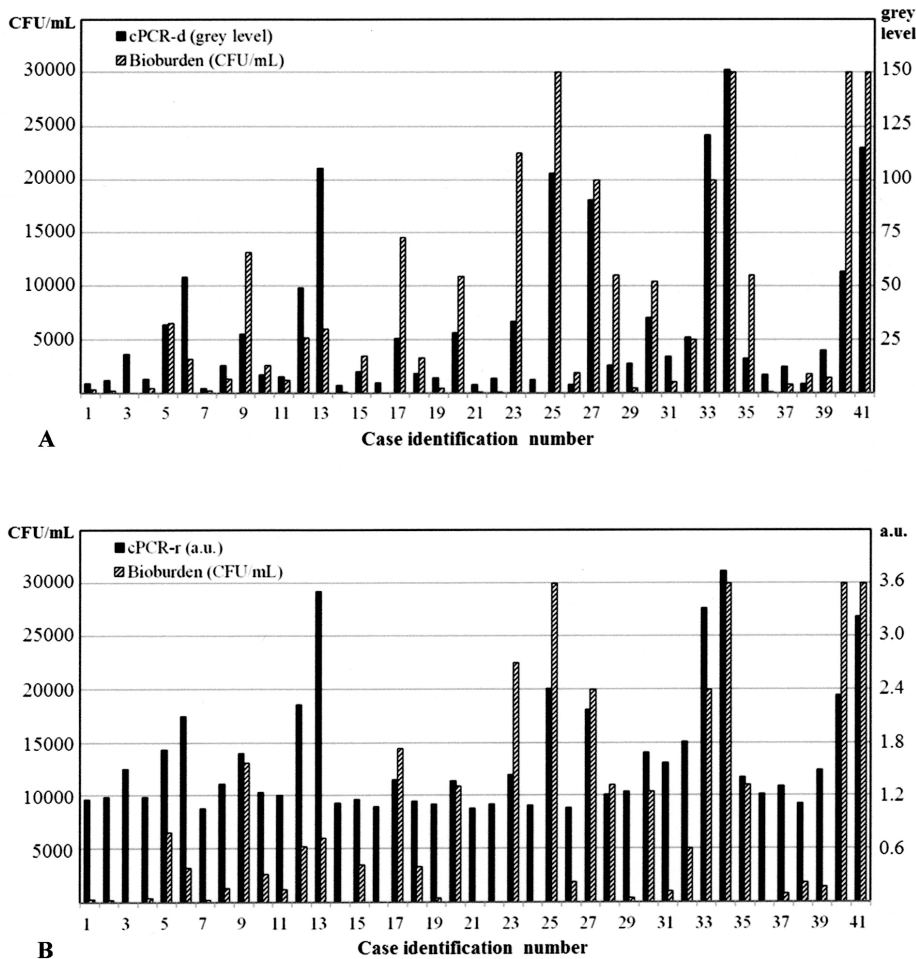 CFU/mL
grey level
cPCR-d (grey level)
Bioburden (CFU/mL)
30000
25000
20000
15000
10000
5000
150
125
100
75
50
25
1 3 5 7 9 11 13 15 17 19 21 23 25 27 29 31 33 35 37 39 41
A
Case identification number
CFU/mL
a.u.
cPCR-r (a.u.)
Bioburden (CFU/mL)
30000
25000
20000
15000
10000
5000
3.6
3.0
2.4
1.8
1.2
0.6
1 3 5 7 9 11 13 15 17 19 21 23 25 27 29 31 33 35 37 39 41
B
Case identification number